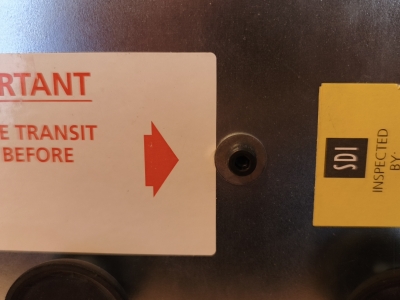 RTANT
E TRANSIT
BEFORE
SDI
INSPECTED
BY: